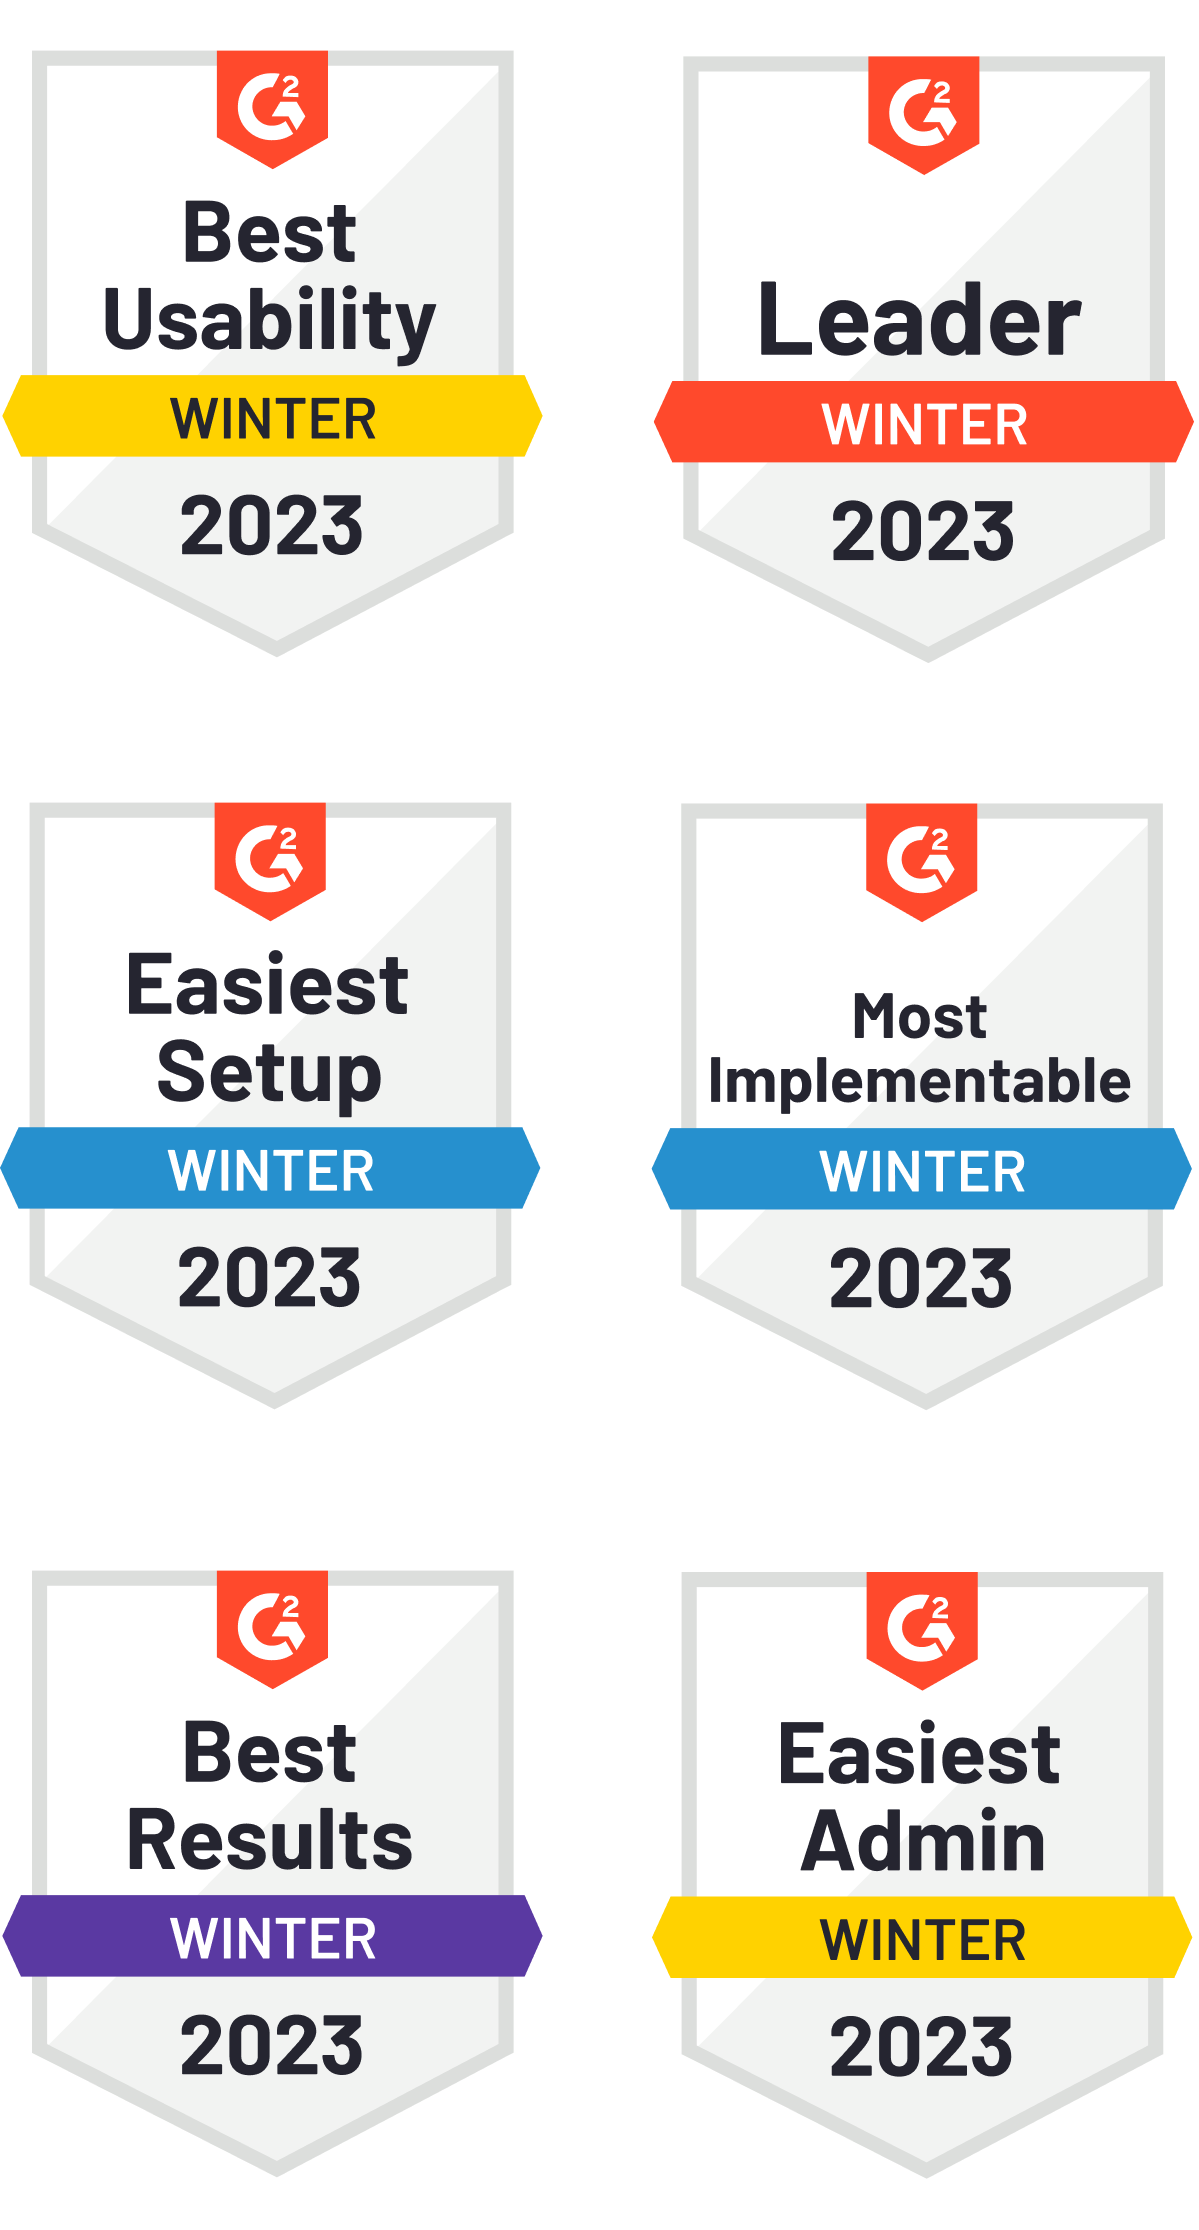 G2
Best
Usability
WINTER
2023
G2
Leader
WINTER
2023
G2
Easiest
Setup
WINTER
2023
G2
Most
Implementable
WINTER
2023
G2
Best
Results
WINTER
2023
G2
Easiest
Admin
WINTER
2023